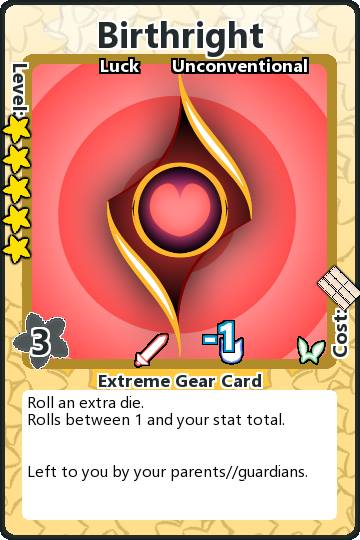 Birthright
Luck Unconventional
Level:
3
-1
Cost:
Extreme Gear Card
Roll an extra die.
Rolls between 1 and your stat total.
Left to you by your parents//guardians.